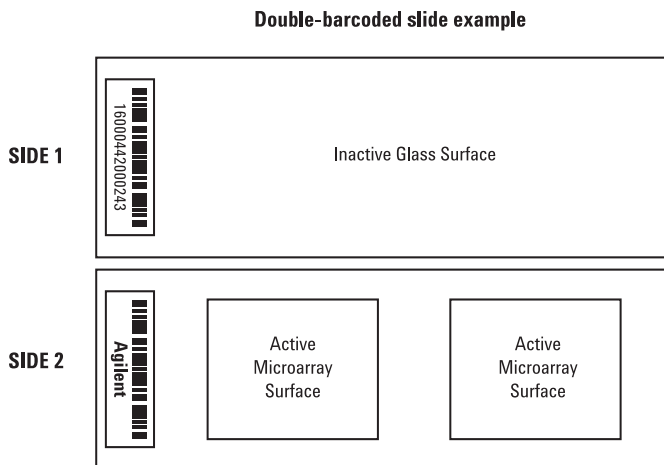 Double-barcoded slide example
SIDE 1
16000442000243
Inactive Glass Surface
SIDE 2
Agilent
Active
Microarray
Surface
Active
Microarray
Surface